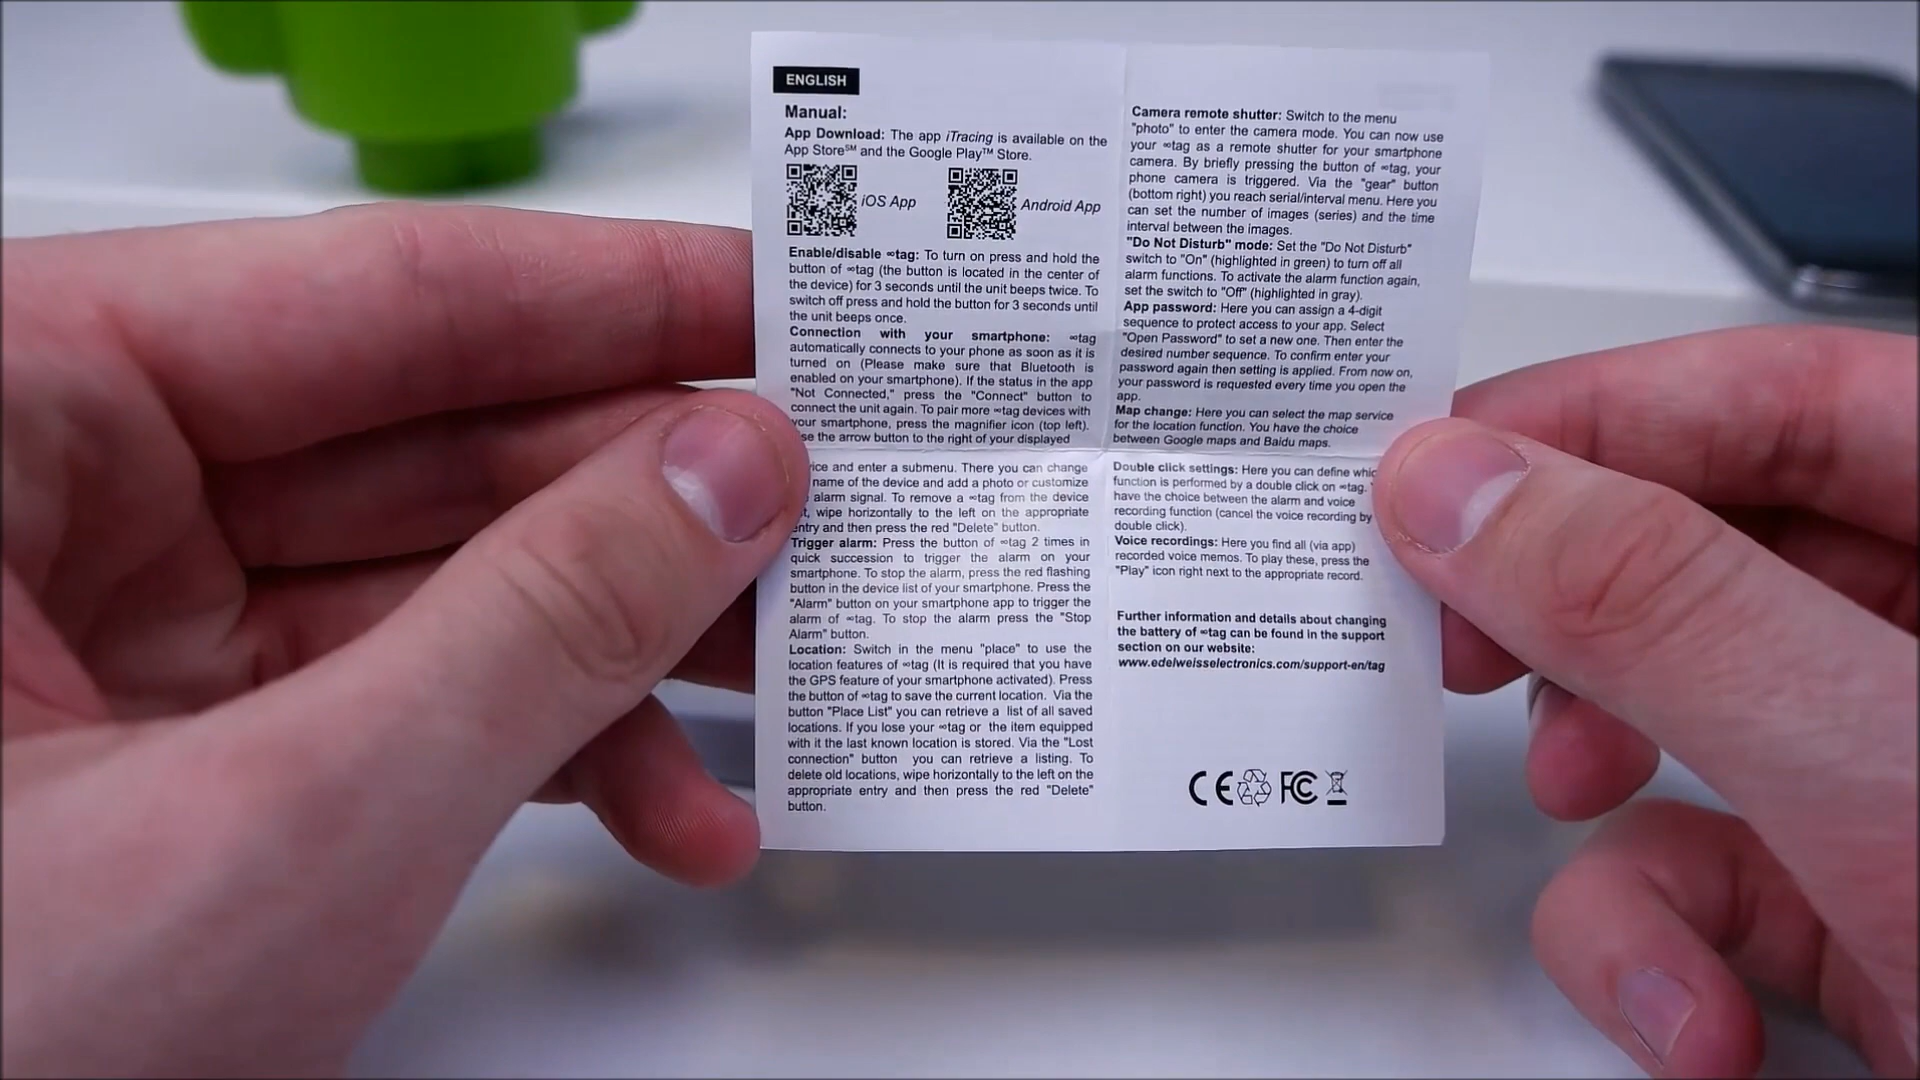 ENGLISH
Manual:
App Download: The app iTracing is available on the
App Store℠ and the Google Play™ Store.
iOS App
Android App
Enable/disable ∞tag: To turn on press and hold the
button of ∞tag (the button is located in the center of
the device) for 3 seconds until the unit beeps twice. To
switch off press and hold the button for 3 seconds until
the unit beeps once.
Connection with your smartphone: ∞tag
automatically connects to your phone as soon as it is
turned on (Please make sure that Bluetooth is
enabled on your smartphone). If the status in the app
"Not Connected," press the "Connect" button to
connect the unit again. To pair more ∞tag devices with
your smartphone, press the magnifier icon (top left).
se the arrow button to the right of your displayed
ice and enter a submenu. There you can change
name of the device and add a photo or customize
alarm signal. To remove a ∞tag from the device
t, wipe horizontally to the left on the appropriate
entry and then press the red "Delete" button.
Trigger alarm: Press the button of ∞tag 2 times in
quick succession to trigger the alarm on your
smartphone. To stop the alarm, press the red flashing
button in the device list of your smartphone. Press the
"Alarm" button on your smartphone app to trigger the
alarm of ∞tag. To stop the alarm press the "Stop
Alarm" button.
Location: Switch in the menu "place" to use the
location features of ∞tag (It is required that you have
the GPS feature of your smartphone activated). Press
the button of ∞tag to save the current location. Via the
button "Place List" you can retrieve a list of all saved
locations. If you lose your ∞tag or the item equipped
with it the last known location is stored. Via the "Lost
connection" button you can retrieve a listing. To
delete old locations, wipe horizontally to the left on the
appropriate entry and then press the red "Delete"
button.
Camera remote shutter: Switch to the menu
"photo" to enter the camera mode. You can now use
your ∞tag as a remote shutter for your smartphone
camera. By briefly pressing the button of ∞tag, your
phone camera is triggered. Via the "gear" button
(bottom right) you reach serial/interval menu. Here you
can set the number of images (series) and the time
interval between the images.
"Do Not Disturb" mode: Set the "Do Not Disturb"
switch to "On" (highlighted in green) to turn off all
alarm functions. To activate the alarm function again,
set the switch to "Off" (highlighted in gray).
App password: Here you can assign a 4-digit
sequence to protect access to your app. Select
"Open Password" to set a new one. Then enter the
desired number sequence. To confirm enter your
password again then setting is applied. From now on,
your password is requested every time you open the
app.
Map change: Here you can select the map service
for the location function. You have the choice
between Google maps and Baidu maps.
Double click settings: Here you can define whic
function is performed by a double click on ∞tag.
have the choice between the alarm and voice
recording function (cancel the voice recording by
double click).
Voice recordings: Here you find all (via app)
recorded voice memos. To play these, press the
"Play" icon right next to the appropriate record.
Further information and details about changing
the battery of ∞tag can be found in the support
section on our website:
www.edelweisselectronics.com/support-en/tag
CE FC